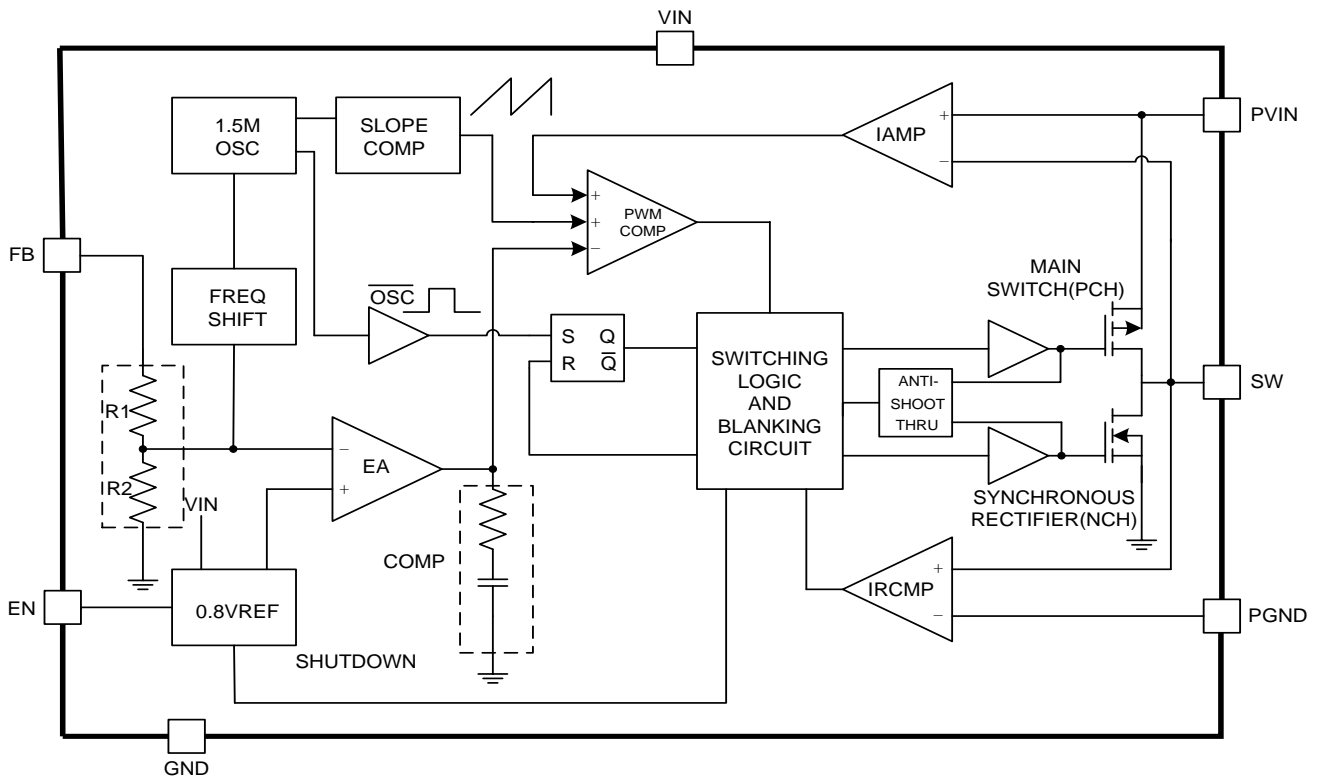 VIN
1.5M
OSC
SLOPE
COMP
IAMP
+
−
PVIN
+
+
−
PWM
COMP
FB
FREQ
SHIFT
OSC
S Q
R Q
MAIN
SWITCH(PCH)
SWITCHING
LOGIC
AND
BLANKING
CIRCUIT
ANTI-
SHOOT
THRU
SW
R1
R2
−
+
EA
VIN
COMP
SYNCHRONOUS
RECTIFIER(NCH)
EN
0.8VREF
SHUTDOWN
IRCMP
+
−
PGND
GND